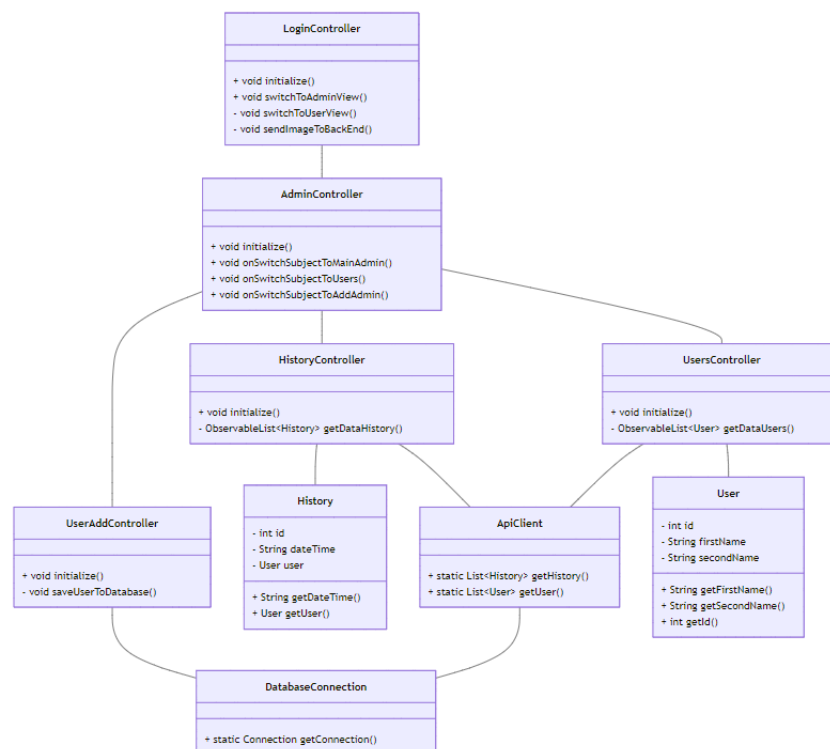 LoginController
+ void initialize()
+ void switchToAdminView()
- void switchToUserView()
- void sendImageToBackEnd()
AdminController
+ void initialize()
+ void onSwitchSubjectToMainAdmin()
+ void onSwitchSubjectToUsers()
+ void onSwitchSubjectToAddAdmin()
HistoryController
+ void initialize()
- ObservableList<History> getDataHistory()
UsersController
+ void initialize()
- ObservableList<User> getDataUsers()
UserAddController
+ void initialize()
- void saveUserToDatabase()
History
- int id
- String dateTime
- User user
+ String getDateTime()
+ User getUser()
ApiClient
+ static List<History> getHistory()
+ static List<User> getUser()
User
- int id
- String firstName
- String secondName
+ String getFirstName()
+ String getSecondName()
+ int getId()
DatabaseConnection
+ static Connection getConnection()